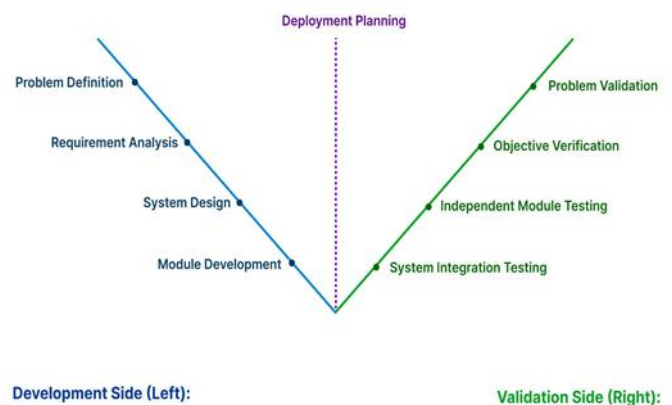 Deployment Planning
Problem Definition
Problem Validation
Requirement Analysis
Objective Verification
System Design
Independent Module Testing
Module Development
System Integration Testing
Development Side (Left):
Validation Side (Right):